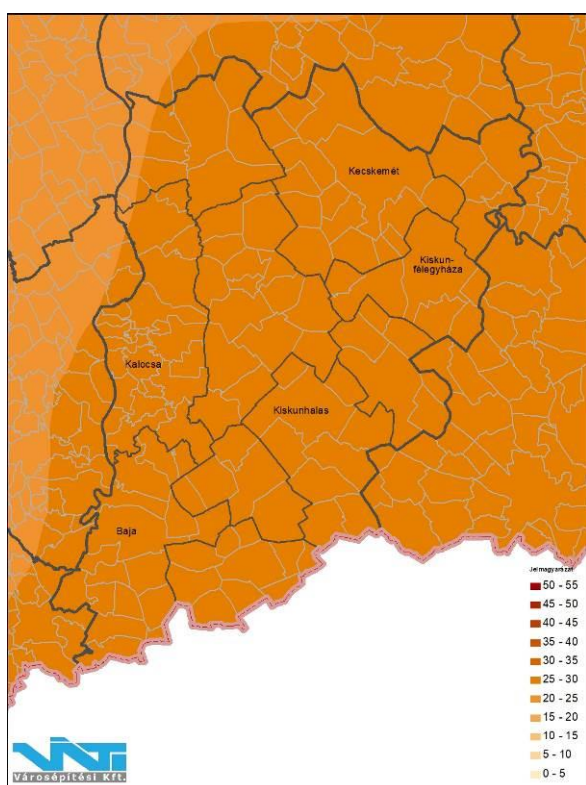 Kecskemét
Kiskun-
félegyháza
Kalocsa
Kiskunhalas
Baja
Jelmagyarázat
50 - 55
45 - 50
40 - 45
35 - 40
30 - 35
25 - 30
20 - 25
15 - 20
10 - 15
5 - 10
0 - 5
VÁTI
Városépítési Kft.